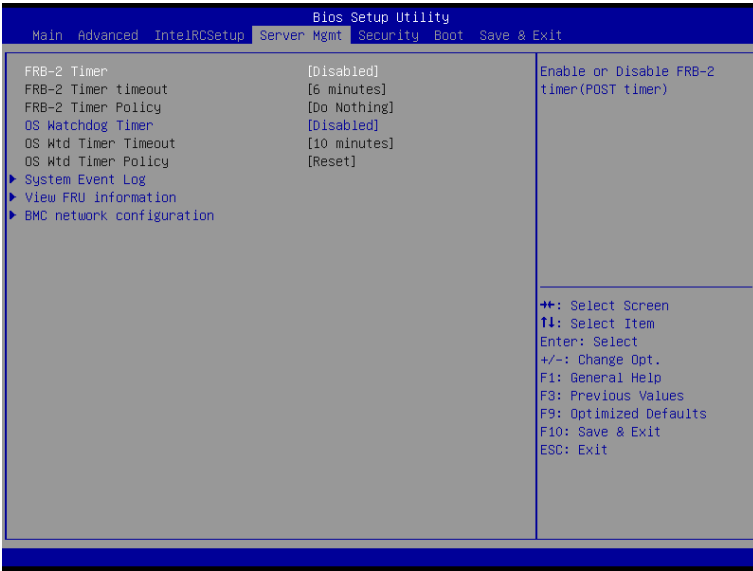 Bios Setup Utility
Main Advanced IntelRCSetup Server Mgmt Security Boot Save & Exit
FRB-2 Timer [Disabled]
FRB-2 Timer timeout [6 minutes]
FRB-2 Timer Policy [Do Nothing]
OS Watchdog Timer [Disabled]
OS Wtd Timer Timeout [10 minutes]
OS Wtd Timer Policy [Reset]
System Event Log
View FRU information
BMC network configuration
Enable or Disable FRB-2
timer(POST timer)
→←: Select Screen
↑↓: Select Item
Enter: Select
+/-: Change Opt.
F1: General Help
F3: Previous Values
F9: Optimized Defaults
F10: Save & Exit
ESC: Exit